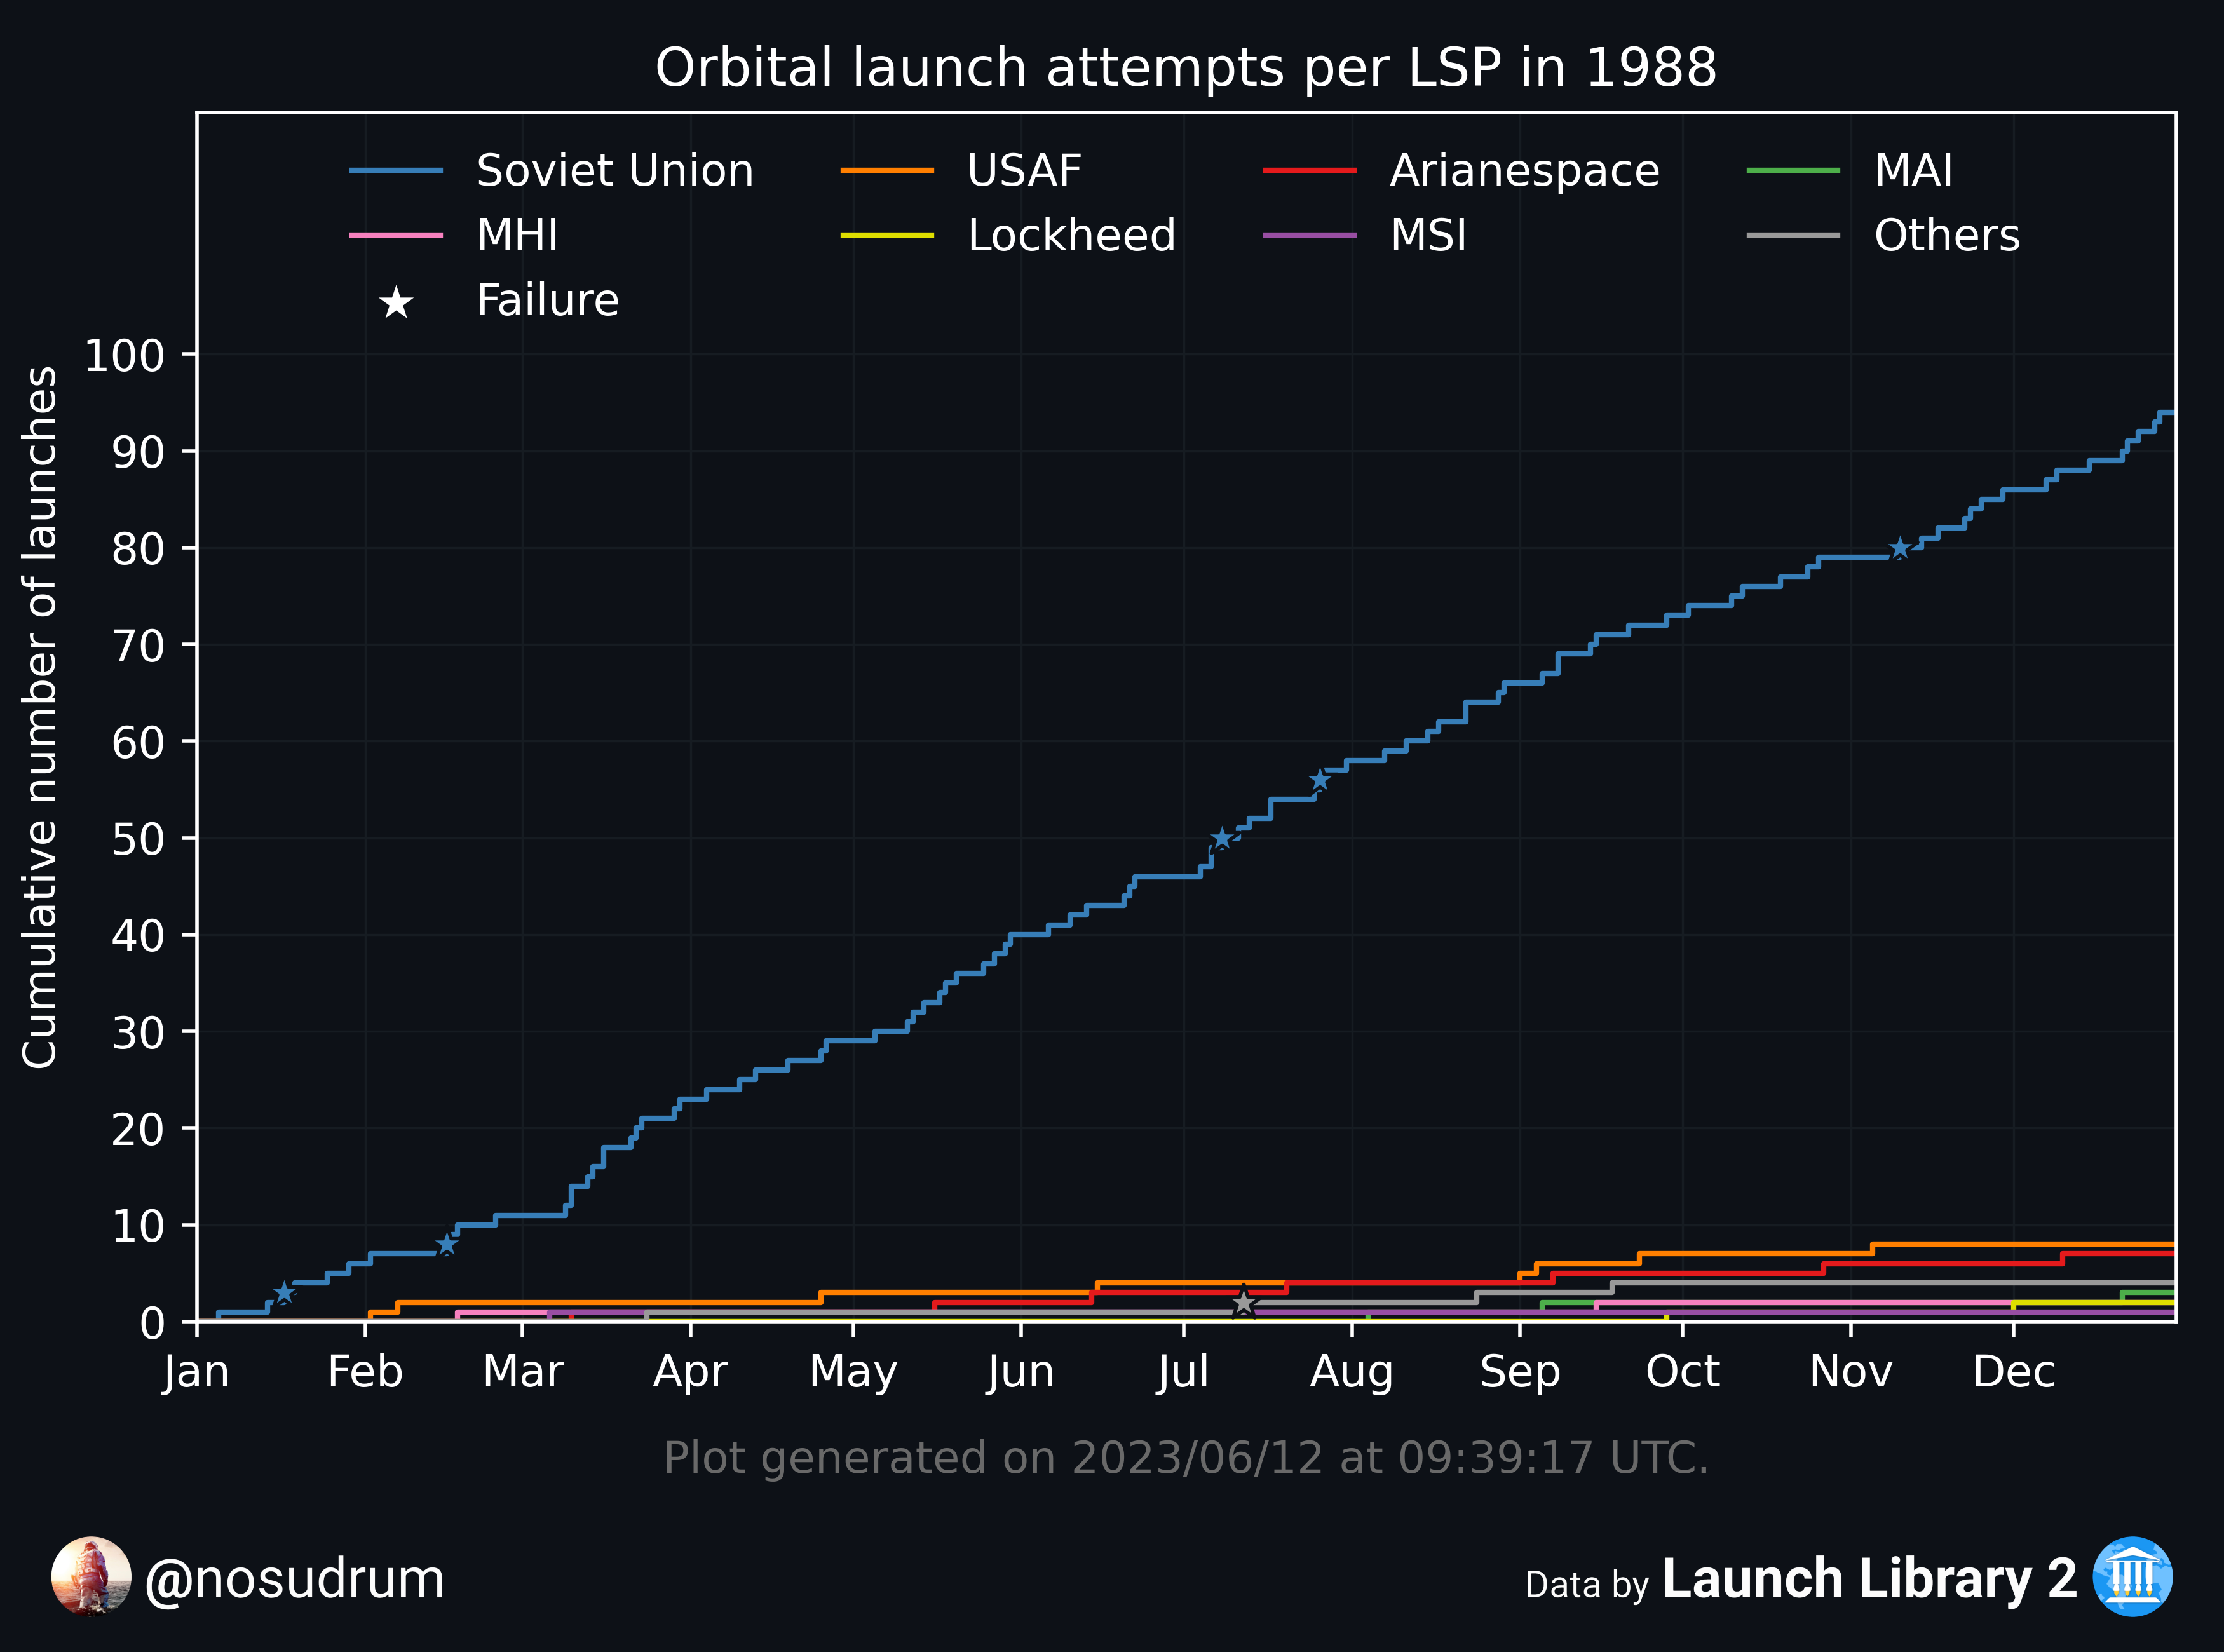 Orbital launch attempts per LSP in 1988
Soviet Union USAF Arianespace MAI
MHI Lockheed MSI Others
Failure
Cumulative number of launches
100
90
80
70
60
50
40
30
20
10
0
Jan Feb Mar Apr May Jun Jul Aug Sep Oct Nov Dec
Plot generated on 2023/06/12 at 09:39:17 UTC.
@nosudrum
Data by Launch Library 2